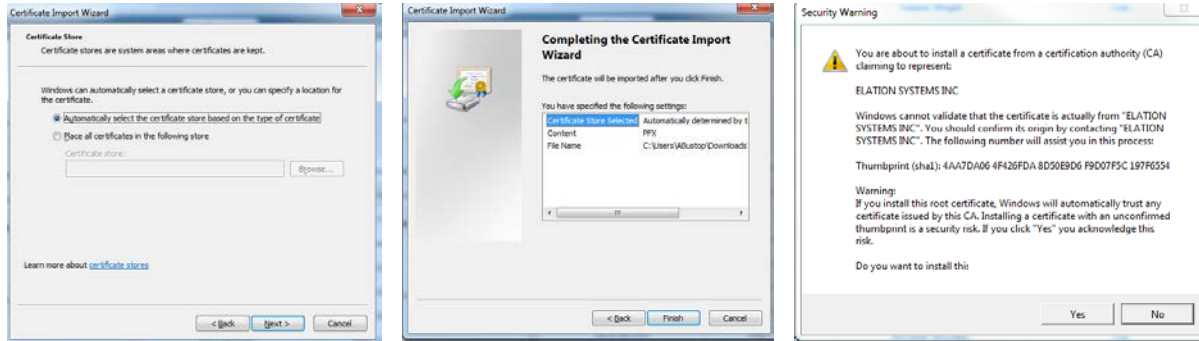 Certificate Import Wizard
Certificate Store
Certificate stores are system areas where certificates are kept.
Windows can automatically select a certificate store, or you can specify a location for
the certificate.
Automatically select the certificate store based on the type of certificate
Place all certificates in the following store
Certificate store:
Browse...
Learn more about certificate stores
< Back Next > Cancel
Certificate Import Wizard
Completing the Certificate Import
Wizard
The certificate will be imported after you click Finish.
You have specified the following settings:
Certificate Store Selected Automatically determined by t
Content PFX
File Name C:\Users\ABustop\Downloads
< Back Finish Cancel
Security Warning
You are about to install a certificate from a certification authority (CA)
claiming to represent:
ELATION SYSTEMS INC
Windows cannot validate that the certificate is actually from "ELATION
SYSTEMS INC". You should confirm its origin by contacting "ELATION
SYSTEMS INC". The following number will assist you in this process:
Thumbprint (sha1): 4AA7DA06 4F426FDA 8D50E9D6 F9D07F5C 197F6554
Warning:
If you install this root certificate, Windows will automatically trust any
certificate issued by this CA. Installing a certificate with an unconfirmed
thumbprint is a security risk. If you click "Yes" you acknowledge this
risk.
Do you want to install this
Yes No